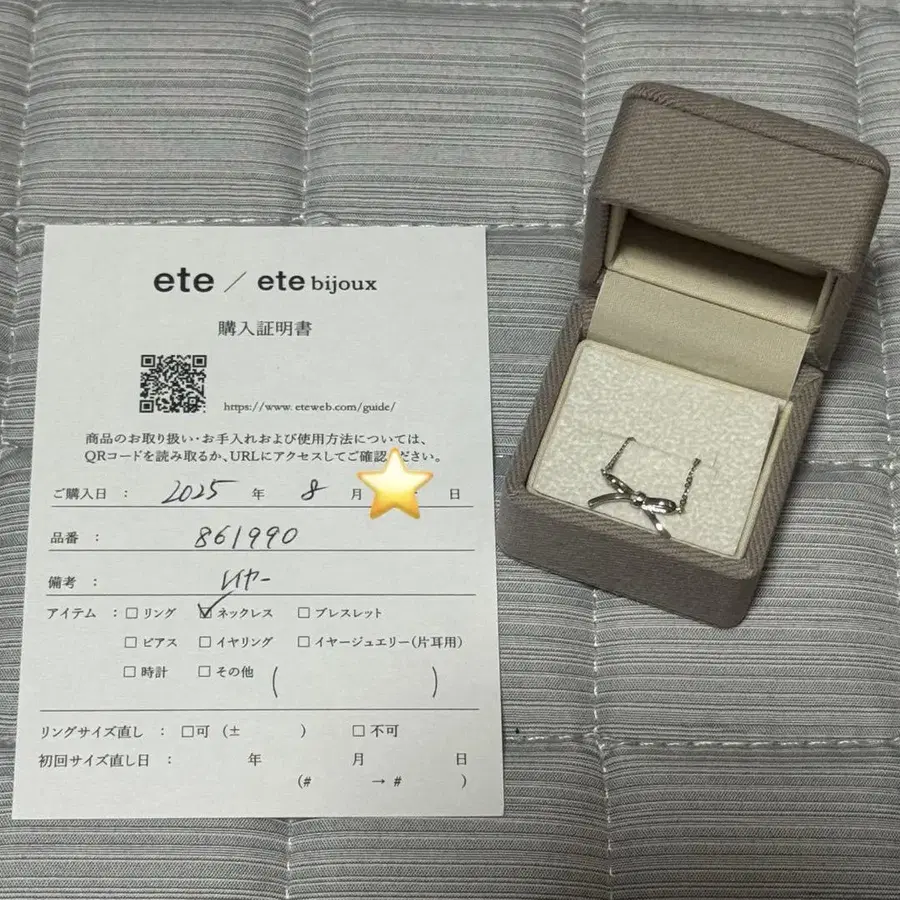 ete / ete bijoux
購入証明書
https://www.eteweb.com/guide/
商品のお取り扱い・お手入れおよび使用方法については、
QRコードを読み取るか、URLにアクセスしてご確認ださい。
ご購入日 : 2025 年 8 月 日
品番 : 861990
備考 : レイヤー
アイテム : □ リング ☑ ネックレス □ ブレスレット
□ ピアス □ イヤリング □ イヤージュエリー(片耳用)
□ 時計 □ その他 ( )
リングサイズ直し : □可 (± ) □ 不可
初回サイズ直し日 : 年 月 日
(# → # )